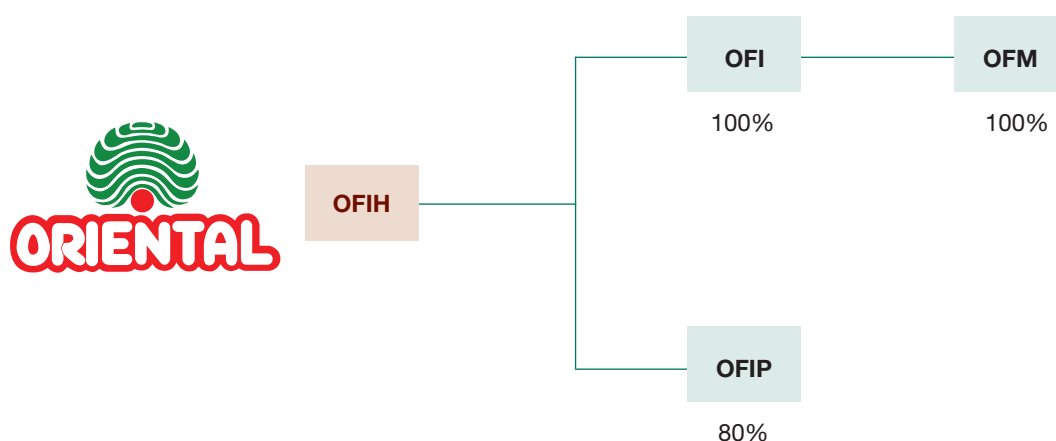 ORIENTAL
OFIH
OFI
100%
OFM
100%
OFIP
80%